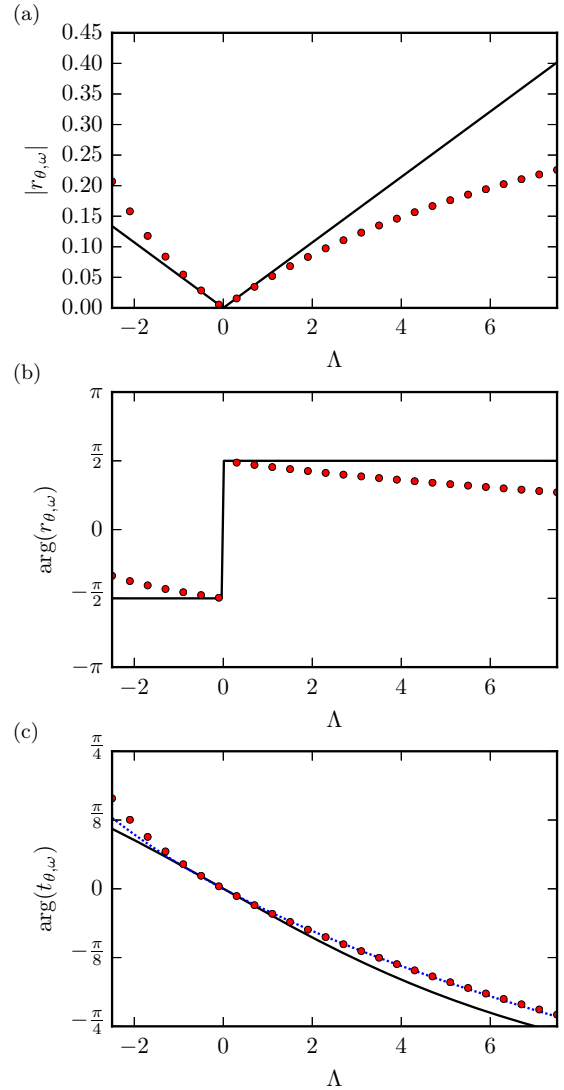 (a)
0.45
0.40
0.35
0.30
0.25
0.20
0.15
0.10
0.05
0.00
|r_{θ,ω}|
−2 0 2 4 6
Λ
(b)
π
π/2
0
−π/2
−π
arg(r_{θ,ω})
−2 0 2 4 6
Λ
(c)
π/4
π/8
0
−π/8
−π/4
arg(t_{θ,ω})
−2 0 2 4 6
Λ